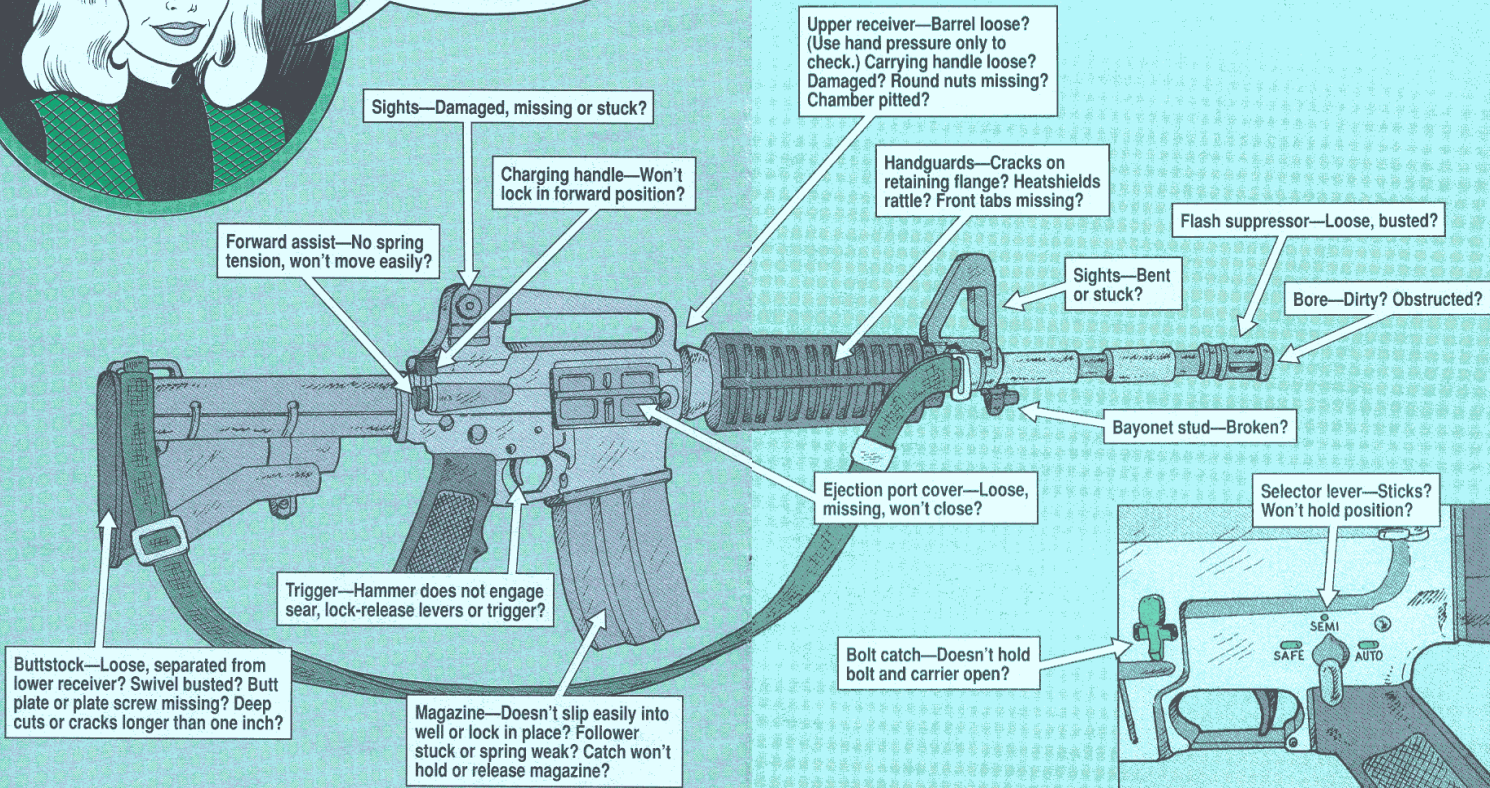 Upper receiver—Barrel loose?
(Use hand pressure only to
check.) Carrying handle loose?
Damaged? Round nuts missing?
Chamber pitted?
Sights—Damaged, missing or stuck?
Charging handle—Won't
lock in forward position?
Handguards—Cracks on
retaining flange? Heatshields
rattle? Front tabs missing?
Flash suppressor—Loose, busted?
Forward assist—No spring
tension, won't move easily?
Sights—Bent
or stuck?
Bore—Dirty? Obstructed?
Bayonet stud—Broken?
Ejection port cover—Loose,
missing, won't close?
Selector lever—Sticks?
Won't hold position?
Trigger—Hammer does not engage
sear, lock-release levers or trigger?
SEMI
SAFE
AUTO
Bolt catch—Doesn't hold
bolt and carrier open?
Buttstock—Loose, separated from
lower receiver? Swivel busted? Butt
plate or plate screw missing? Deep
cuts or cracks longer than one inch?
Magazine—Doesn't slip easily into
well or lock in place? Follower
stuck or spring weak? Catch won't
hold or release magazine?